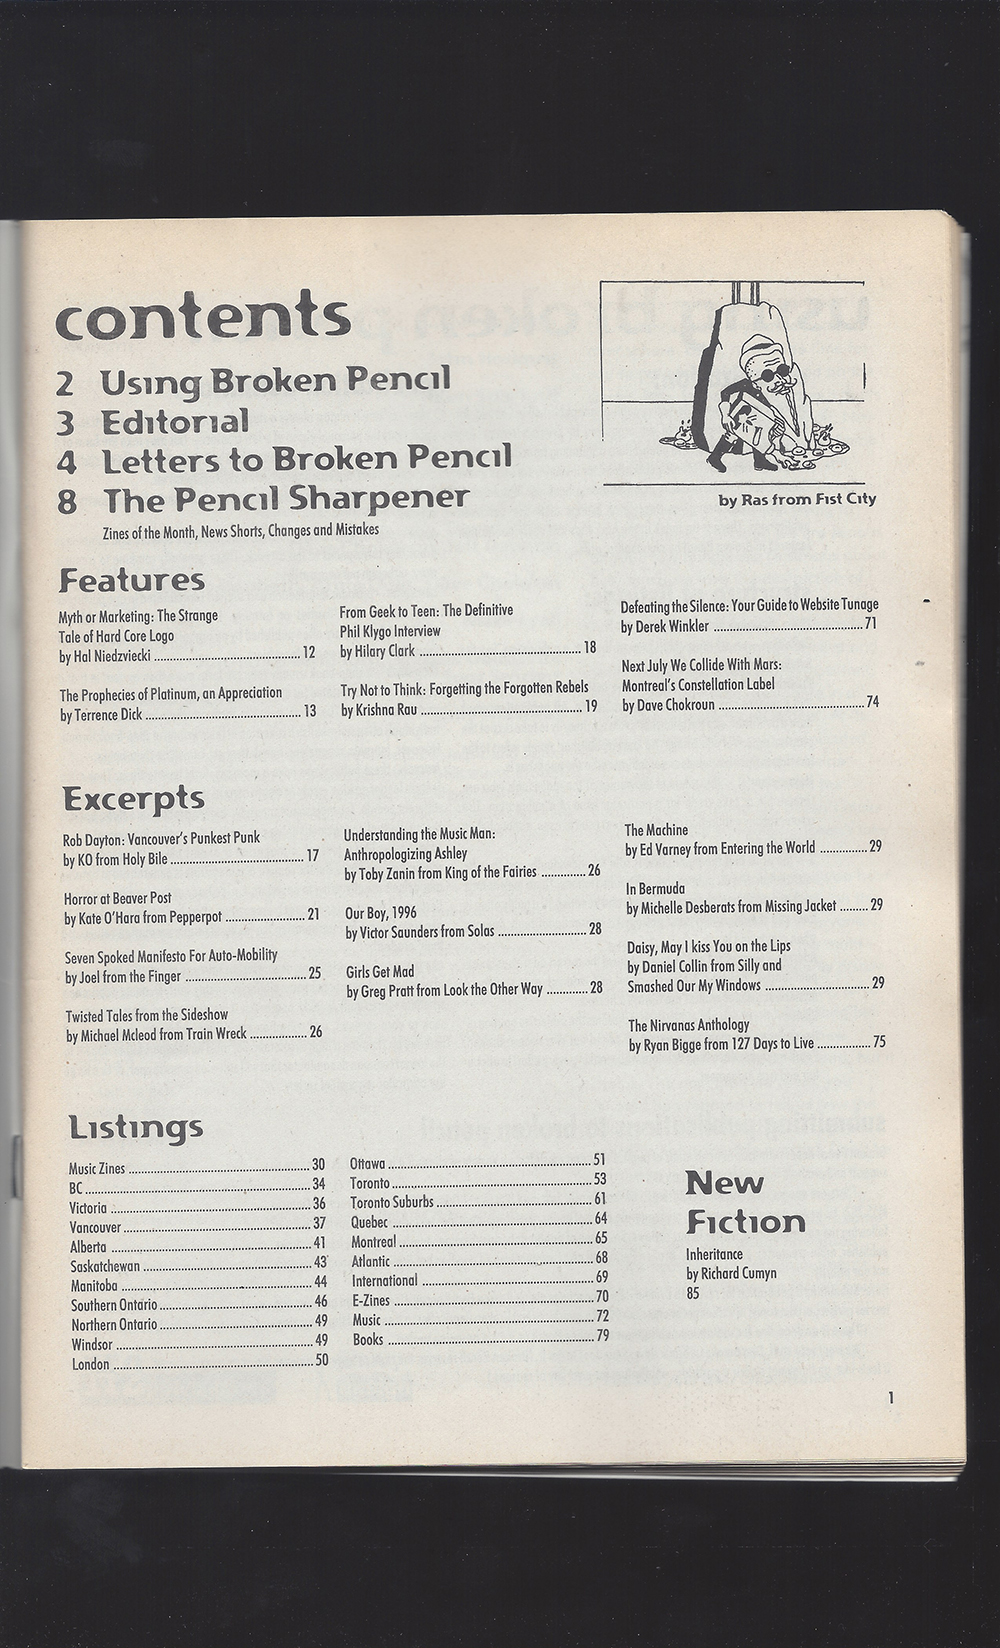 contents
2 Using Broken Pencil
3 Editorial
4 Letters to Broken Pencil
8 The Pencil Sharpener
Zines of the Month, News Shorts, Changes and Mistakes
by Ras from Fist City
Features
Myth or Marketing: The Strange
Tale of Hard Core Logo
by Hal Niedzviecki ........................................ 12
The Prophecies of Platinum, an Appreciation
by Terrence Dick ........................................... 13
From Geek to Teen: The Definitive
Phil Klygo Interview
by Hilary Clark ............................................. 18
Try Not to Think: Forgetting the Forgotten Rebels
by Krishna Rau ............................................. 19
Defeating the Silence: Your Guide to Website Tunage
by Derek Winkler .......................................... 71
Next July We Collide With Mars:
Montreal's Constellation Label
by Dave Chokroun ......................................... 74
Excerpts
Rob Dayton: Vancouver's Punkest Punk
by KO from Holy Bile ..................................... 17
Horror at Beaver Post
by Kate O'Hara from Pepperpot ........................ 21
Seven Spoked Manifesto For Auto-Mobility
by Joel from the Finger .................................. 25
Twisted Tales from the Sideshow
by Michael Mcleod from Train Wreck ................. 26
Understanding the Music Man:
Anthropologizing Ashley
by Toby Zanin from King of the Fairies .............. 26
Our Boy, 1996
by Victor Saunders from Solas .......................... 28
Girls Get Mad
by Greg Pratt from Look the Other Way ............ 28
The Machine
by Ed Varney from Entering the World .............. 29
In Bermuda
by Michelle Desberats from Missing Jacket ........ 29
Daisy, May I kiss You on the Lips
by Daniel Collin from Silly and
Smashed Our My Windows ............................... 29
The Nirvanas Anthology
by Ryan Bigge from 127 Days to Live ................ 75
Listings
Music Zines ................................................. 30
BC ............................................................. 34
Victoria ...................................................... 36
Vancouver ................................................... 37
Alberta ....................................................... 41
Saskatchewan .............................................. 43
Manitoba .................................................... 44
Southern Ontario .......................................... 46
Northern Ontario .......................................... 49
Windsor ...................................................... 49
London ....................................................... 50
Ottawa ....................................................... 51
Toronto ...................................................... 53
Toronto Suburbs ........................................... 61
Quebec ....................................................... 64
Montreal ..................................................... 65
Atlantic ...................................................... 68
International ............................................... 69
E-Zines ....................................................... 70
Music ......................................................... 72
Books ......................................................... 79
New
Fiction
Inheritance
by Richard Cumyn
85
1